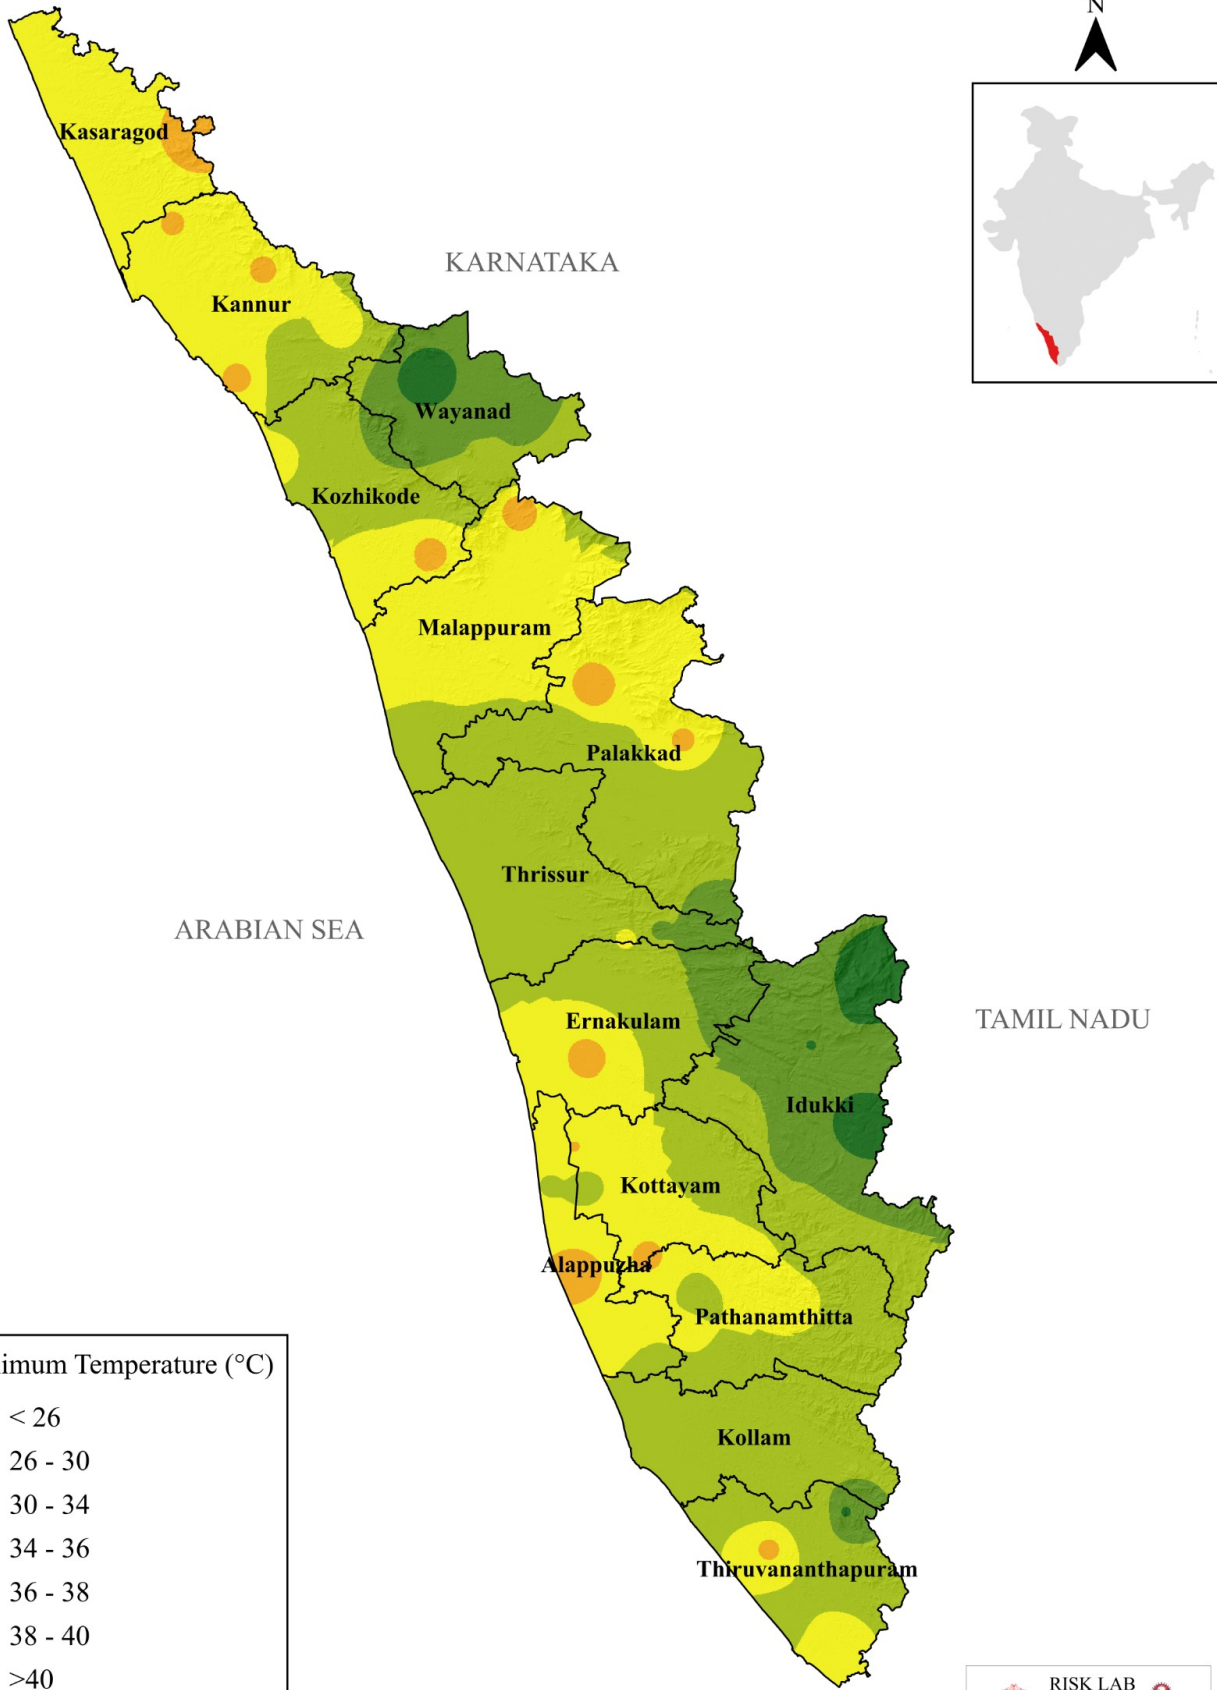 N
Kasaragod
KARNATAKA
Kannur
Wayanad
Kozhikode
Malappuram
Palakkad
Thrissur
ARABIAN SEA
Ernakulam
TAMIL NADU
Idukki
Kottayam
Alappuzha
Pathanamthitta
imum Temperature (°C)
< 26
26 - 30
Kollam
30 - 34
34 - 36
Thiruvananthapuram
36 - 38
38 - 40
>40
RISK LAB